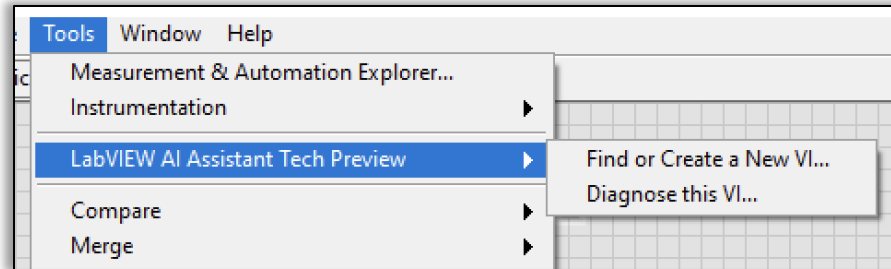 Tools Window Help
Measurement & Automation Explorer...
Instrumentation
LabVIEW AI Assistant Tech Preview
Find or Create a New VI...
Diagnose this VI...
Compare
Merge